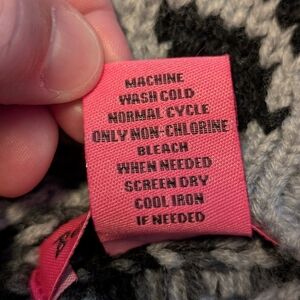 MACHINE
WASH COLD
NORMAL CYCLE
ONLY NON-CHLORINE
BLEACH
WHEN NEEDED
SCREEN DRY
COOL IRON
IF NEEDED